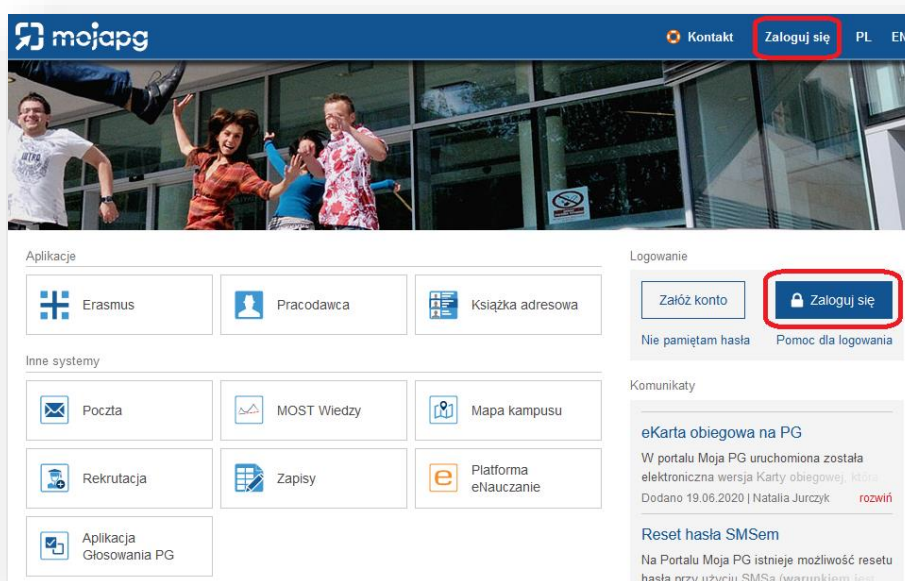 mojapg
Kontakt
Zaloguj się
PL
EN
Aplikacje
Erasmus
Pracodawca
Książka adresowa
Inne systemy
Poczta
MOST Wiedzy
Mapa kampusu
Rekrutacja
Zapisy
Platforma
eNauczanie
Aplikacja
Głosowania PG
Logowanie
Załóż konto
Zaloguj się
Nie pamiętam hasła
Pomoc dla logowania
Komunikaty
eKarta obiegowa na PG
W portalu Moja PG uruchomiona została
elektroniczna wersja Karty obiegowej, która
Dodano 19.06.2020 | Natalia Jurczyk
rozwiń
Reset hasła SMSem
Na Portalu Moja PG istnieje możliwość resetu
hasła przy użyciu SMSa (warunkiem jest